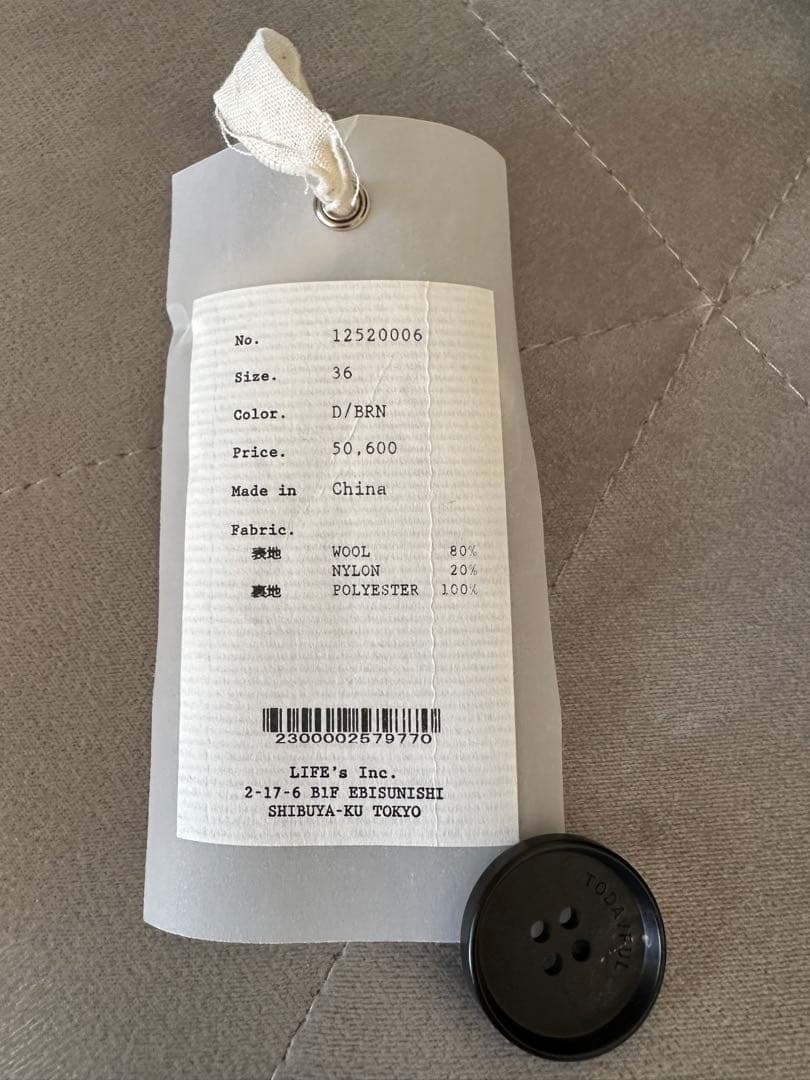 No. 12520006
Size. 36
Color. D/BRN
Price. 50,600
Made in China
Fabric.
表地 WOOL 80%
NYLON 20%
裏地 POLYESTER 100%
2300002579770
LIFE's Inc.
2-17-6 B1F EBISUNISHI
SHIBUYA-KU TOKYO
TODAYFUL